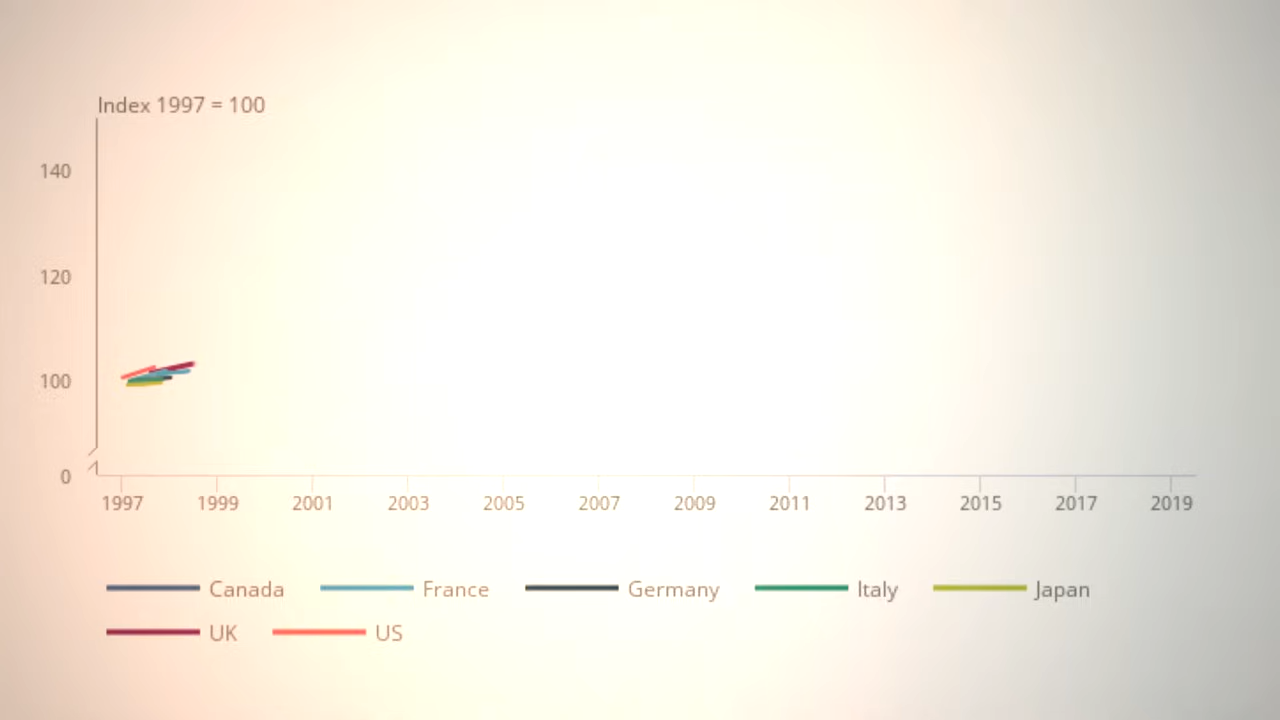 Index 1997 = 100
140
120
100
0
1997 1999 2001 2003 2005 2007 2009 2011 2013 2015 2017 2019
Canada France Germany Italy Japan
UK US